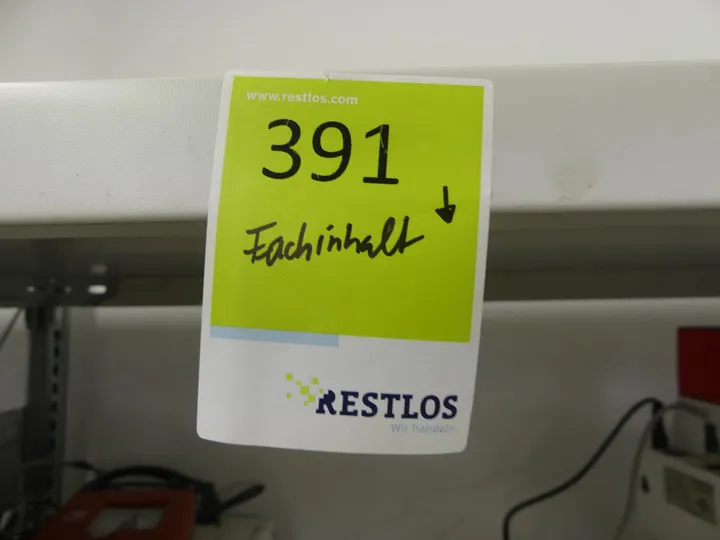 www.restlos.com
391
Fachinhalt ↓
RESTLOS
Wir handeln.